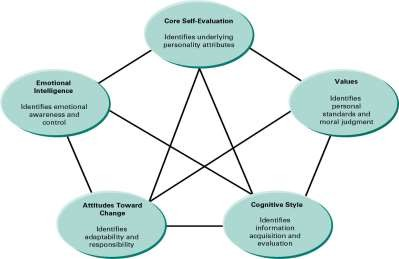 Core Self-Evaluation
Identifies underlying
personality attributes
Emotional
Intelligence
Identifies emotional
awareness and
control
Values
Identifies
personal
standards and
moral judgment
Attitudes Toward
Change
Identifies
adaptability and
responsibility
Cognitive Style
Identifies
information
acquisition and
evaluation